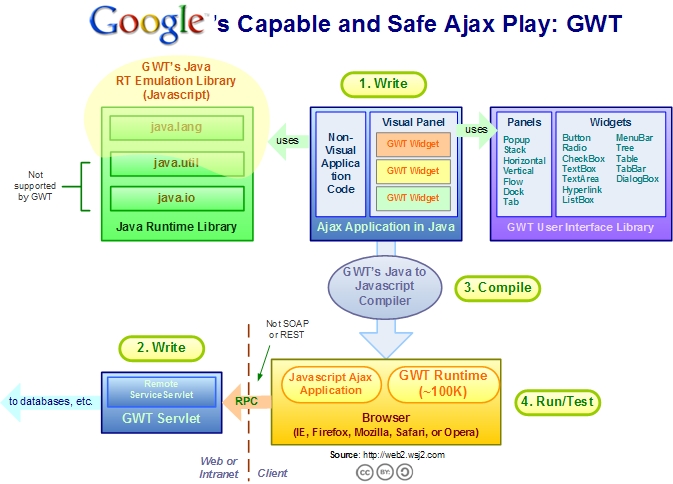 Google™'s Capable and Safe Ajax Play: GWT
GWT's Java
RT Emulation Library
(Javascript)
java.lang
java.util
java.io
Java Runtime Library
Not
supported
by GWT
uses
1. Write
Non-
Visual
Application
Code
Visual Panel
GWT Widget
GWT Widget
GWT Widget
Ajax Application in Java
uses
Panels
Popup
Stack
Horizontal
Vertical
Flow
Dock
Tab
Widgets
Button
Radio
CheckBox
TextBox
TextArea
Hyperlink
ListBox
MenuBar
Tree
Table
TabBar
DialogBox
GWT User Interface Library
GWT's Java to
Javascript
Compiler
3. Compile
Not SOAP
or REST
2. Write
to databases, etc.
Remote
ServiceServlet
GWT Servlet
RPC
Javascript Ajax
Application
GWT Runtime
(~100K)
Browser
(IE, Firefox, Mozilla, Safari, or Opera)
4. Run/Test
Web or
Intranet
Client
Source: http://web2.wsj2.com
CC BY: